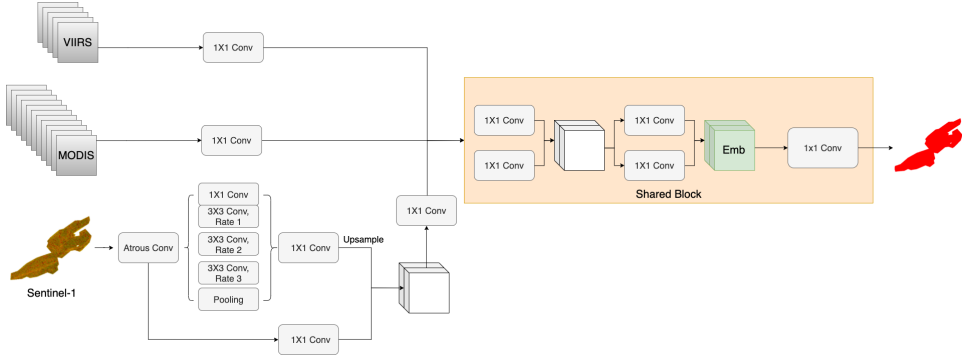 VIIRS
1X1 Conv
MODIS
1X1 Conv
Sentinel-1
Atrous Conv
1X1 Conv
3X3 Conv,
Rate 1
3X3 Conv,
Rate 2
3X3 Conv,
Rate 3
Pooling
1X1 Conv
Upsample
1X1 Conv
1X1 Conv
1X1 Conv
1X1 Conv
1X1 Conv
1X1 Conv
Emb
1x1 Conv
Shared Block